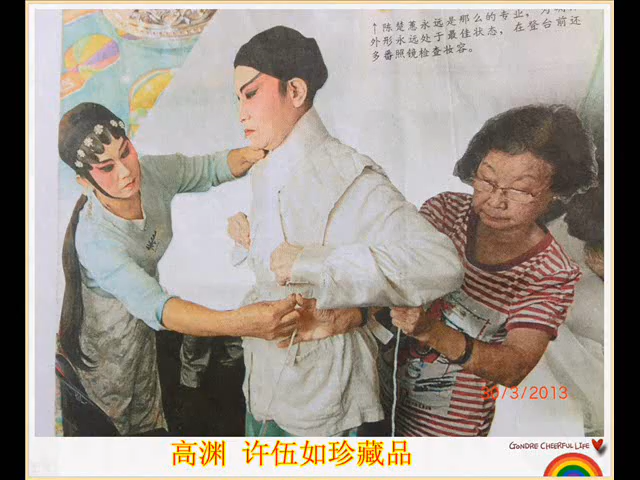 ↑陈楚蕙永远是那么的专业，为
外形永远处于最佳状态，在登台前还
多番照镜检查妆容。
30/3/2013
高渊 许伍如珍藏品
GONDRE CHEERFUL LIFE